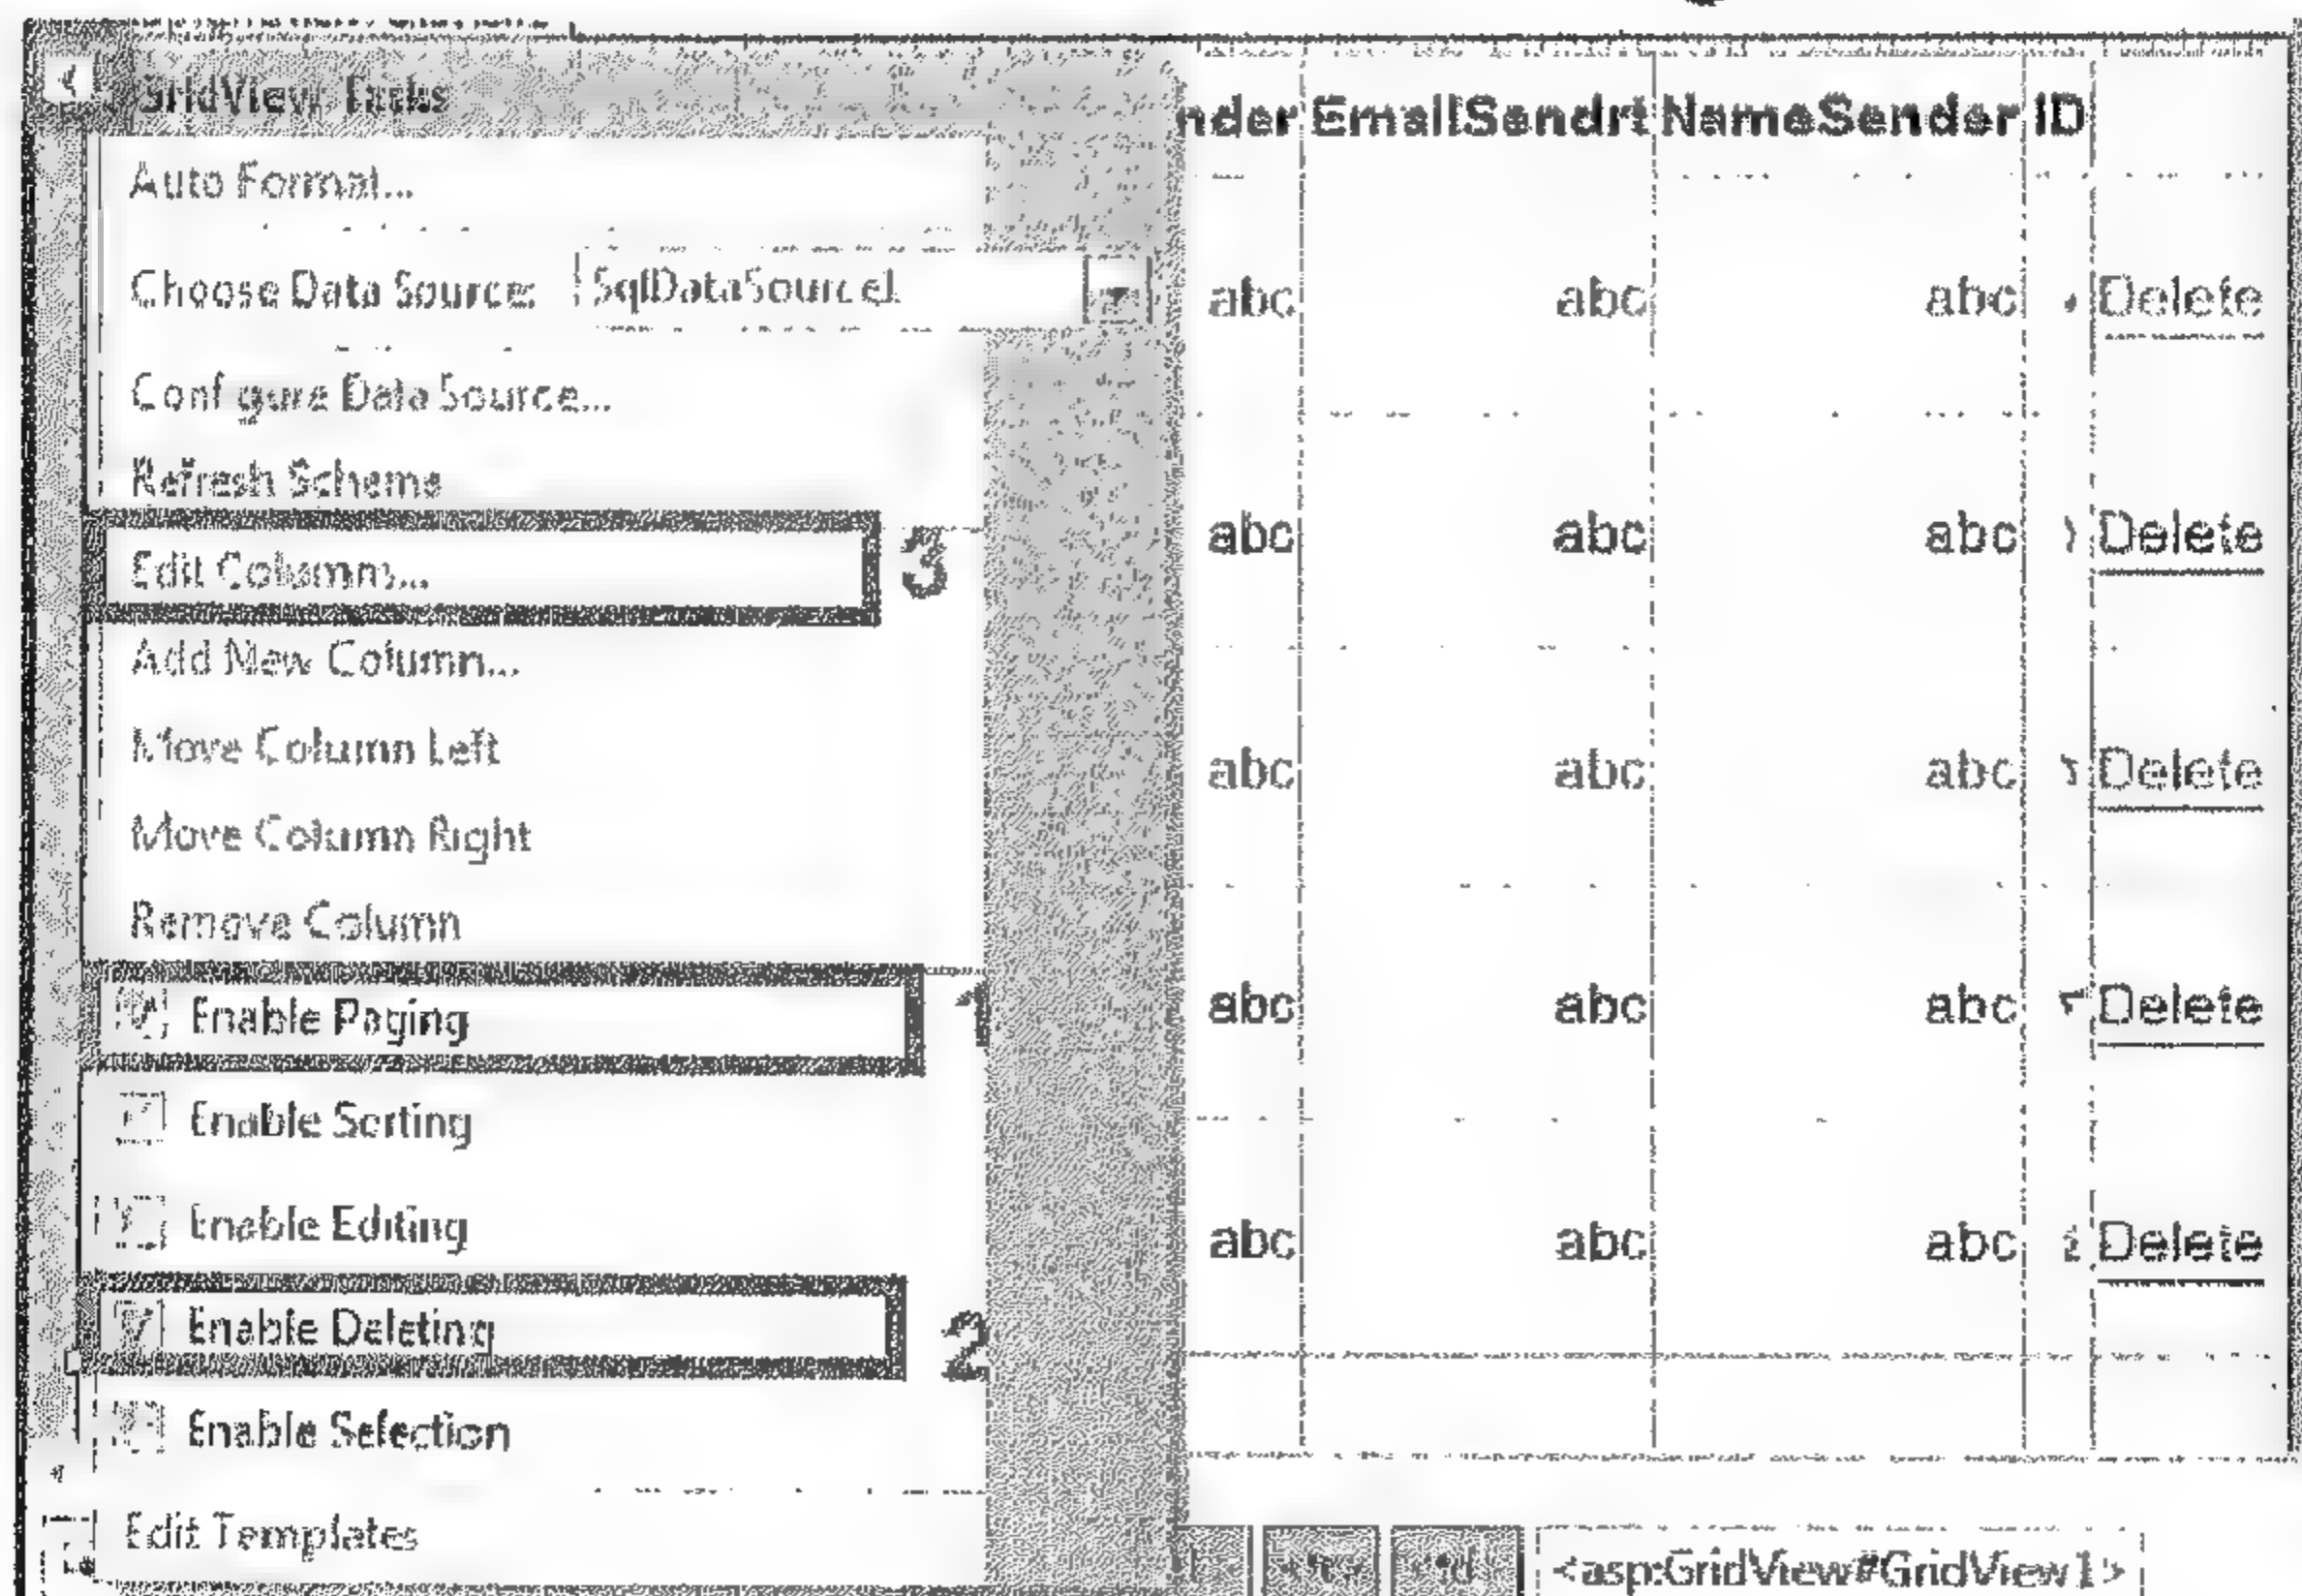 GridView Tasks
Auto Format...
Choose Data Source: SqlDataSource1
Configure Data Source...
Refresh Schema
Edit Columns... 3
Add New Column...
Move Column Left
Move Column Right
Remove Column
Enable Paging 1
Enable Sorting
Enable Editing
Enable Deleting 2
Enable Selection
Edit Templates
nder EmailSendrt NameSender ID
abc abc abc Delete
abc abc abc Delete
abc abc abc Delete
abc abc abc Delete
abc abc abc Delete
<asp:GridView#GridView1>